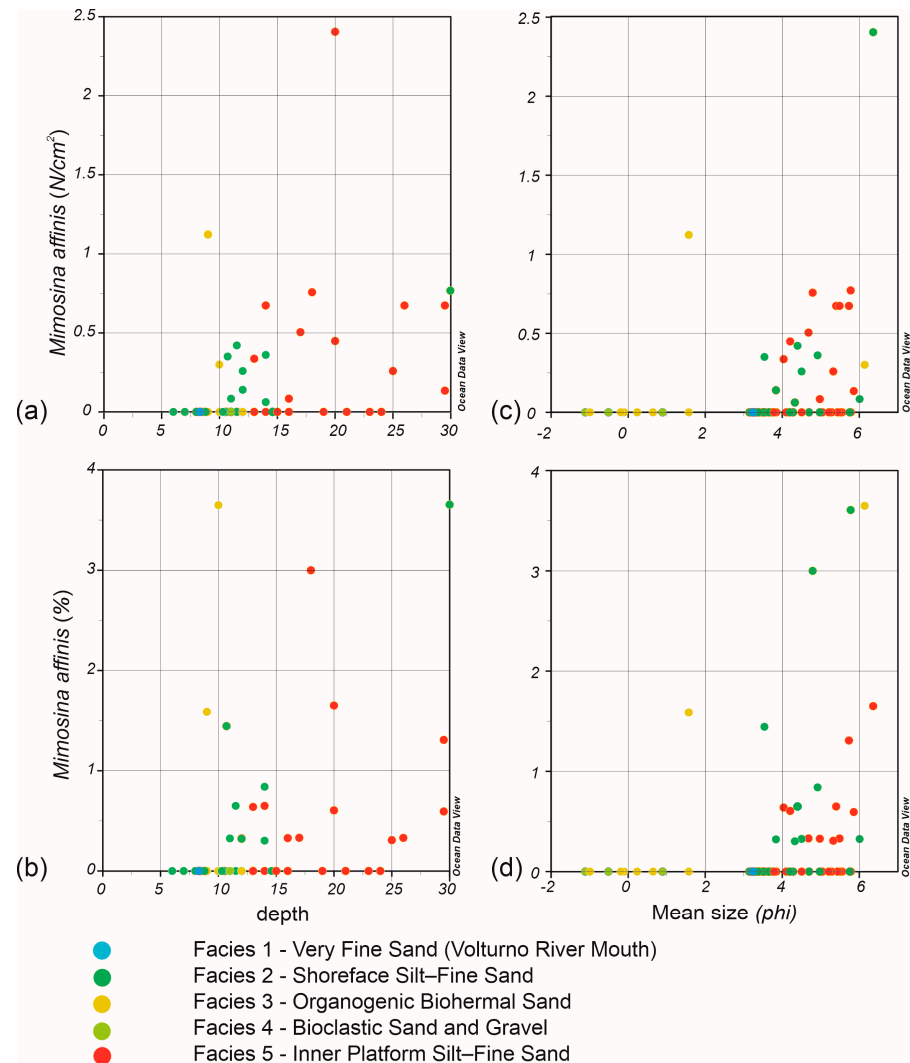 2.5
2
1.5
1
0.5
0
Mimosina affinis (N/cm²)
(a)
0 5 10 15 20 25 30
Ocean Data View
2.5
2
1.5
1
0.5
0
(c)
-2 0 2 4 6
Ocean Data View
4
3
2
1
0
Mimosina affinis (%)
(b)
0 5 10 15 20 25 30
depth
Ocean Data View
4
3
2
1
0
(d)
-2 0 2 4 6
Mean size (phi)
Ocean Data View
Facies 1 - Very Fine Sand (Volturno River Mouth)
Facies 2 - Shoreface Silt–Fine Sand
Facies 3 - Organogenic Biohermal Sand
Facies 4 - Bioclastic Sand and Gravel
Facies 5 - Inner Platform Silt–Fine Sand